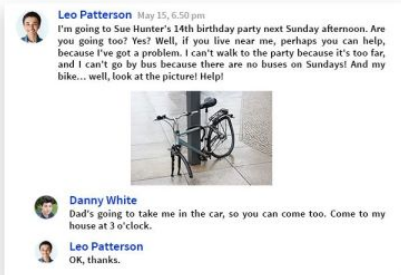 Leo Patterson May 15, 6.50 pm
I'm going to Sue Hunter's 14th birthday party next Sunday afternoon. Are
you going too? Yes? Well, if you live near me, perhaps you can help,
because I've got a problem. I can't walk to the party because it's too far,
and I can't go by bus because there are no buses on Sundays! And my
bike... well, look at the picture! Help!
Danny White
Dad's going to take me in the car, so you can come too. Come to my
house at 3 o'clock.
Leo Patterson
OK, thanks.